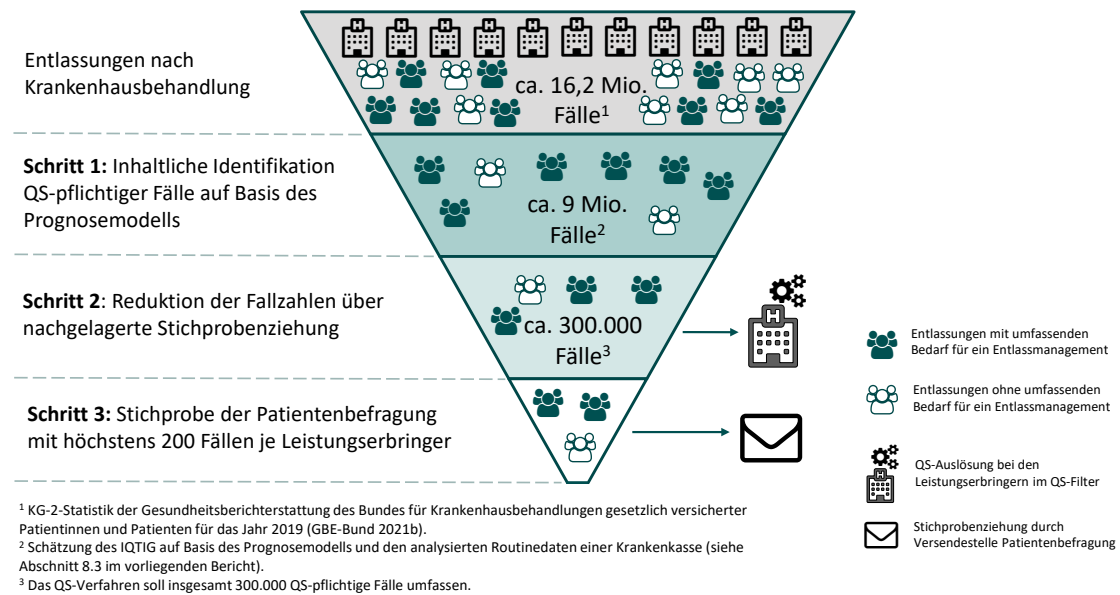 Entlassungen nach
Krankenhausbehandlung
ca. 16,2 Mio.
Fälle¹
Schritt 1: Inhaltliche Identifikation
QS-pflichtiger Fälle auf Basis des
Prognosemodells
ca. 9 Mio.
Fälle²
Schritt 2: Reduktion der Fallzahlen über
nachgelagerte Stichprobenziehung
ca. 300.000
Fälle³
Schritt 3: Stichprobe der Patientenbefragung
mit höchstens 200 Fällen je Leistungserbringer
Entlassungen mit umfassenden
Bedarf für ein Entlassmanagement
Entlassungen ohne umfassenden
Bedarf für ein Entlassmanagement
QS-Auslösung bei den
Leistungserbringern im QS-Filter
Stichprobenziehung durch
Versendestelle Patientenbefragung
¹ KG-2-Statistik der Gesundheitsberichterstattung des Bundes für Krankenhausbehandlungen gesetzlich versicherter
Patientinnen und Patienten für das Jahr 2019 (GBE-Bund 2021b).
² Schätzung des IQTIG auf Basis des Prognosemodells und den analysierten Routinedaten einer Krankenkasse (siehe
Abschnitt 8.3 im vorliegenden Bericht).
³ Das QS-Verfahren soll insgesamt 300.000 QS-pflichtige Fälle umfassen.